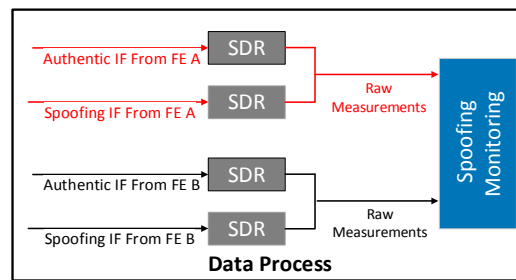 SDR
Authentic IF From FE A
SDR
Spoofing IF From FE A
Raw
Measurements
SDR
Authentic IF From FE B
SDR
Spoofing IF From FE B
Raw
Measurements
Spoofing
Monitoring
Data Process